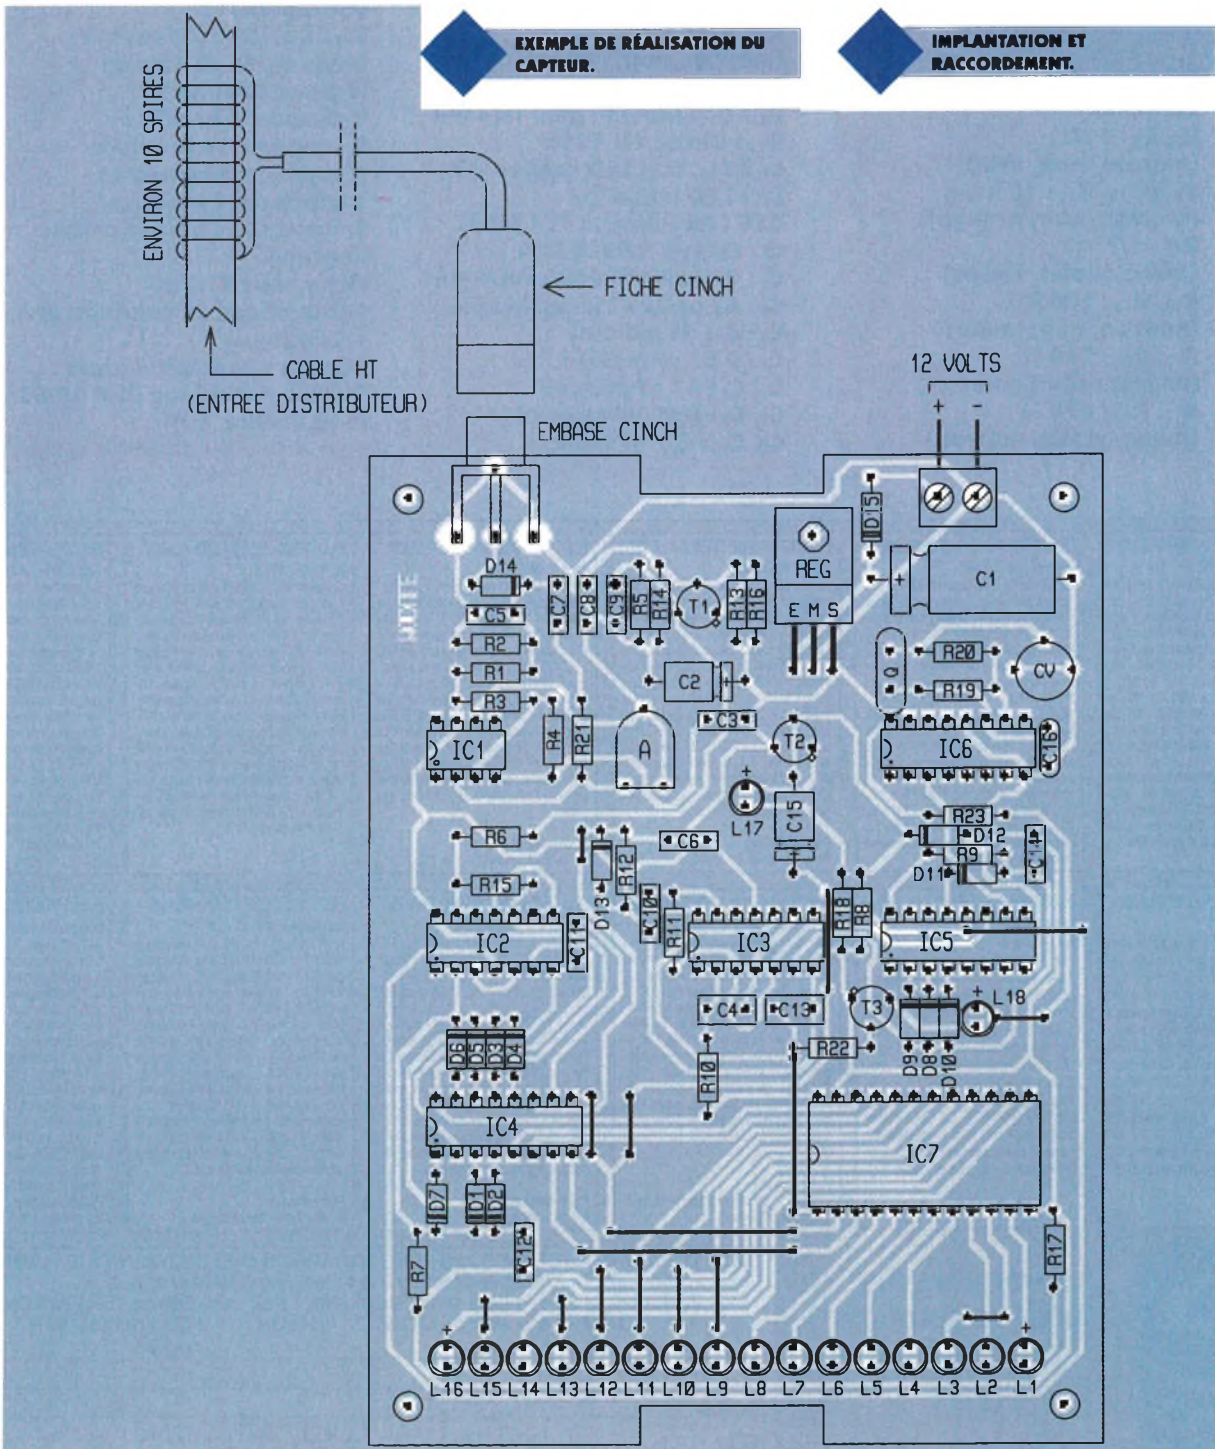 EXEMPLE DE RÉALISATION DU
CAPTEUR.
IMPLANTATION ET
RACCORDEMENT.
ENVIRON 10 SPIRES
FICHE CINCH
CABLE HT
(ENTREE DISTRIBUTEUR)
EMBASE CINCH
12 VOLTS
+ -
D15
D14
REG
+ C1
C7 C8 C9 R5 R14 T1 R13 R16
C5
E M S
R2
R20
R1
C2 +
Q
CV
R3
R19
C3
IC1
R4 R21
A
T2
IC6
C16
+
L17
C15
+
R23
R6
C6
D12
D13 R12
R9
C14
D11
R15
C10
R11
R18 R8
IC2
C11
IC3
IC5
C4 C13
T3
+
L18
D6 D5 D3 D4
R22
D9 D8 D10
R10
IC4
IC7
D7 D1 D2
C12
R7
R17
+ +
L16 L15 L14 L13 L12 L11 L10 L9 L8 L7 L6 L5 L4 L3 L2 L1